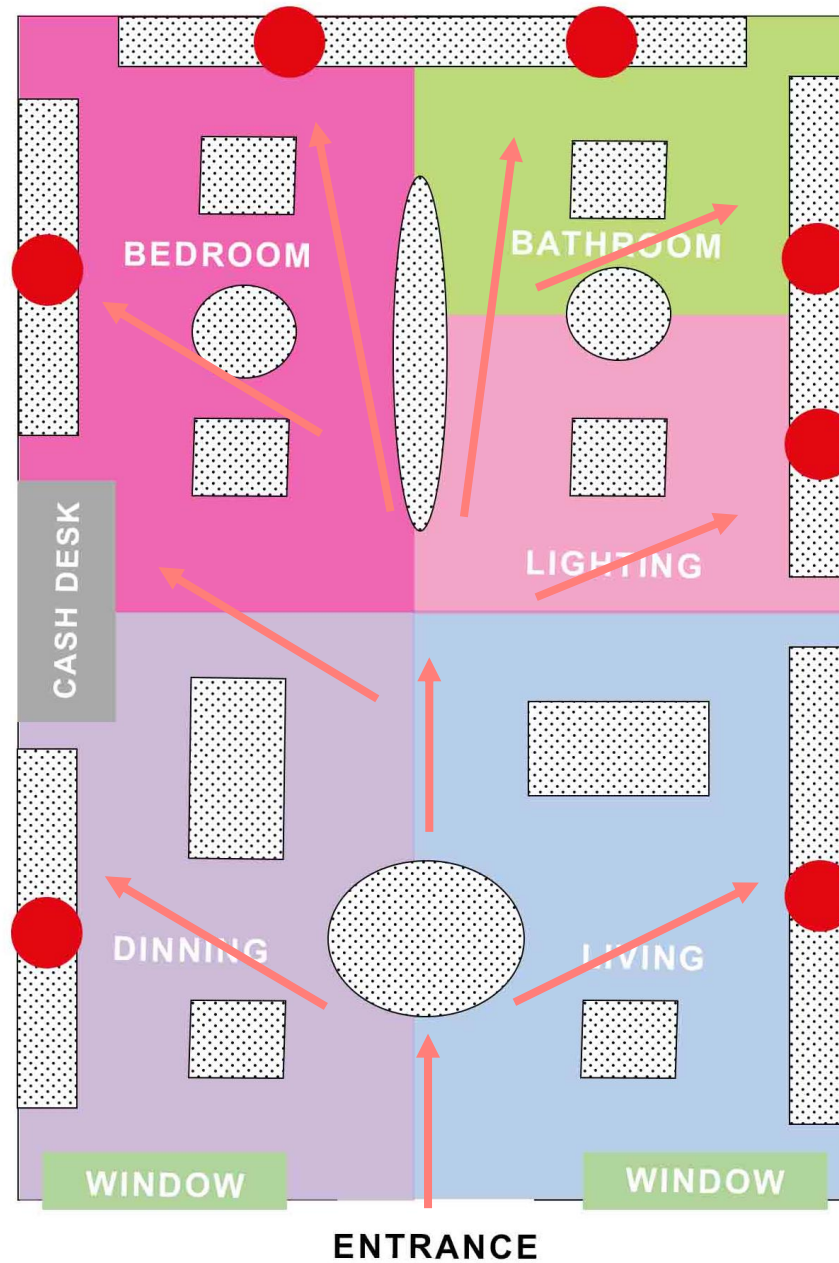 BEDROOM
BATHROOM
CASH DESK
LIGHTING
DINNING
LIVING
WINDOW
WINDOW
ENTRANCE